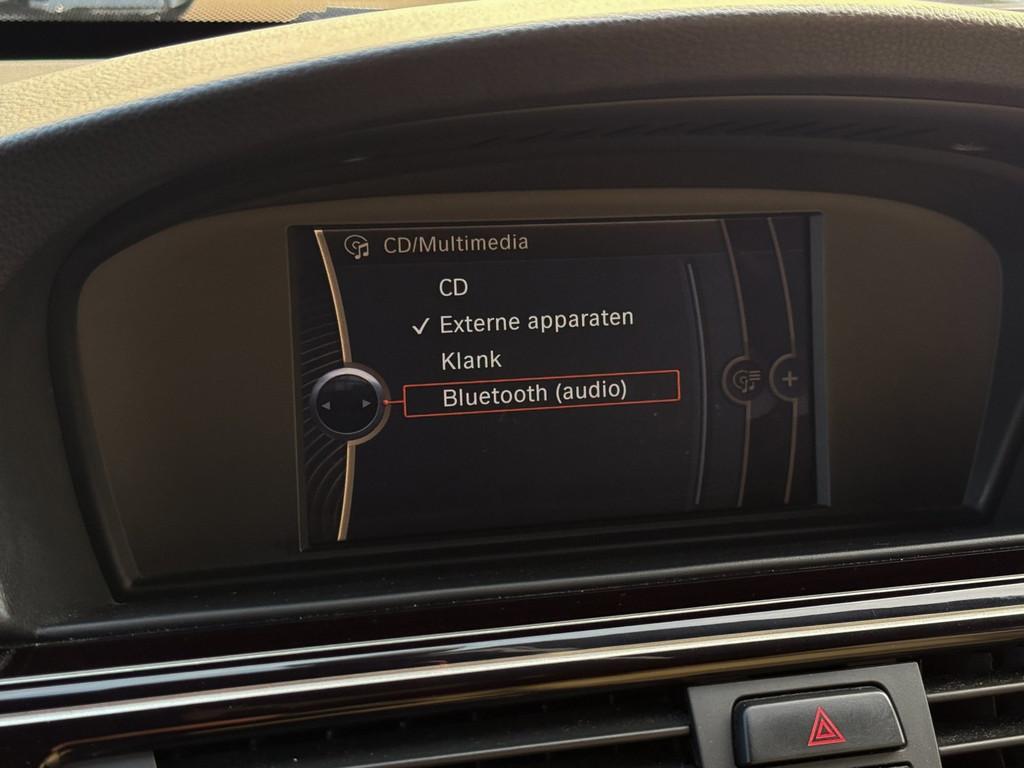 CD/Multimedia
CD
✓ Externe apparaten
Klank
Bluetooth (audio)